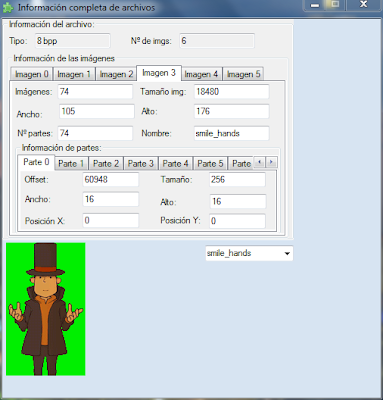 Información completa de archivos
Información del archivo:
Tipo: 8 bpp Nº de imgs: 6
Información de las imágenes
Imagen 0 Imagen 1 Imagen 2 Imagen 3 Imagen 4 Imagen 5
Imágenes: 74 Tamaño img: 18480
Ancho: 105 Alto: 176
Nº partes: 74 Nombre: smile_hands
Información de partes:
Parte 0 Parte 1 Parte 2 Parte 3 Parte 4 Parte 5 Parte
Offset: 60948 Tamaño: 256
Ancho: 16 Alto: 16
Posición X: 0 Posición Y: 0
smile_hands